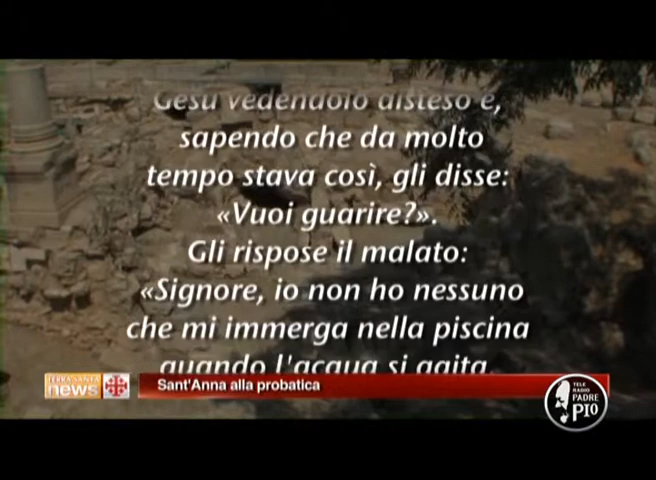 Gesù vedendolo disteso e,
sapendo che da molto
tempo stava così, gli disse:
«Vuoi guarire?».
Gli rispose il malato:
«Signore, io non ho nessuno
che mi immerga nella piscina
quando l'acqua si agita.
TERRA SANTA
news
Sant'Anna alla probatica
TELE
RADIO
PADRE
PIO